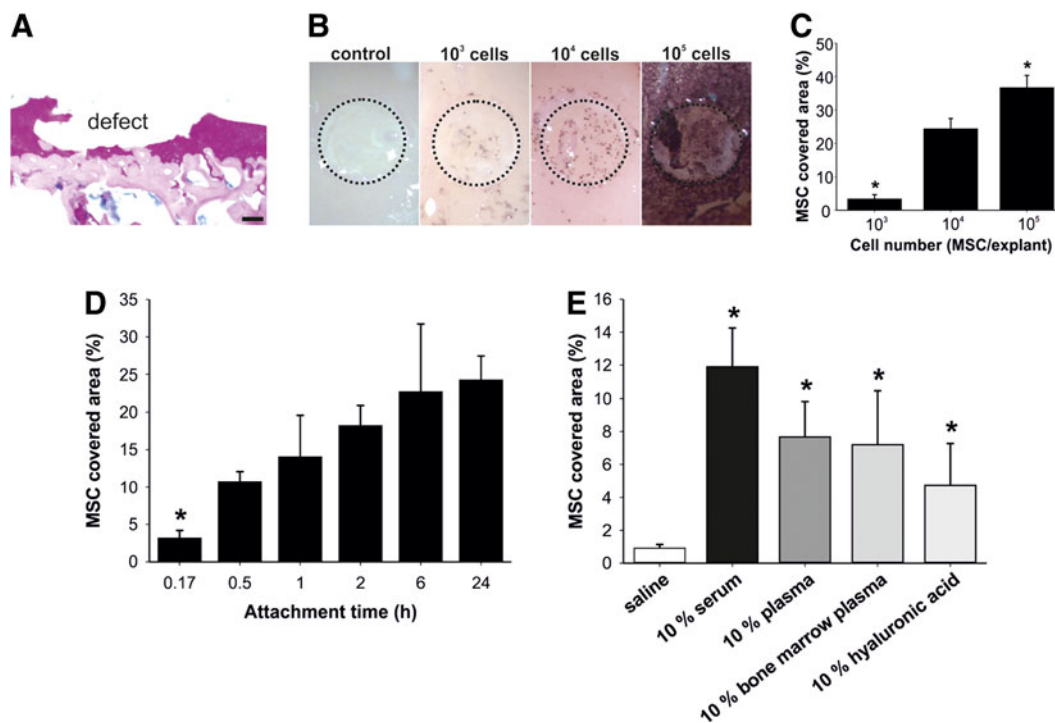 A
defect
B
control
10³ cells
10⁴ cells
10⁵ cells
C
MSC covered area (%)
50
40
30
20
10
0
*
*
10³
10⁴
10⁵
Cell number (MSC/explant)
D
MSC covered area (%)
35
30
25
20
15
10
5
0
*
0.17
0.5
1
2
6
24
Attachment time (h)
E
MSC covered area (%)
16
14
12
10
8
6
4
2
0
*
*
*
*
saline
10 % serum
10 % plasma
10 % bone marrow plasma
10 % hyaluronic acid